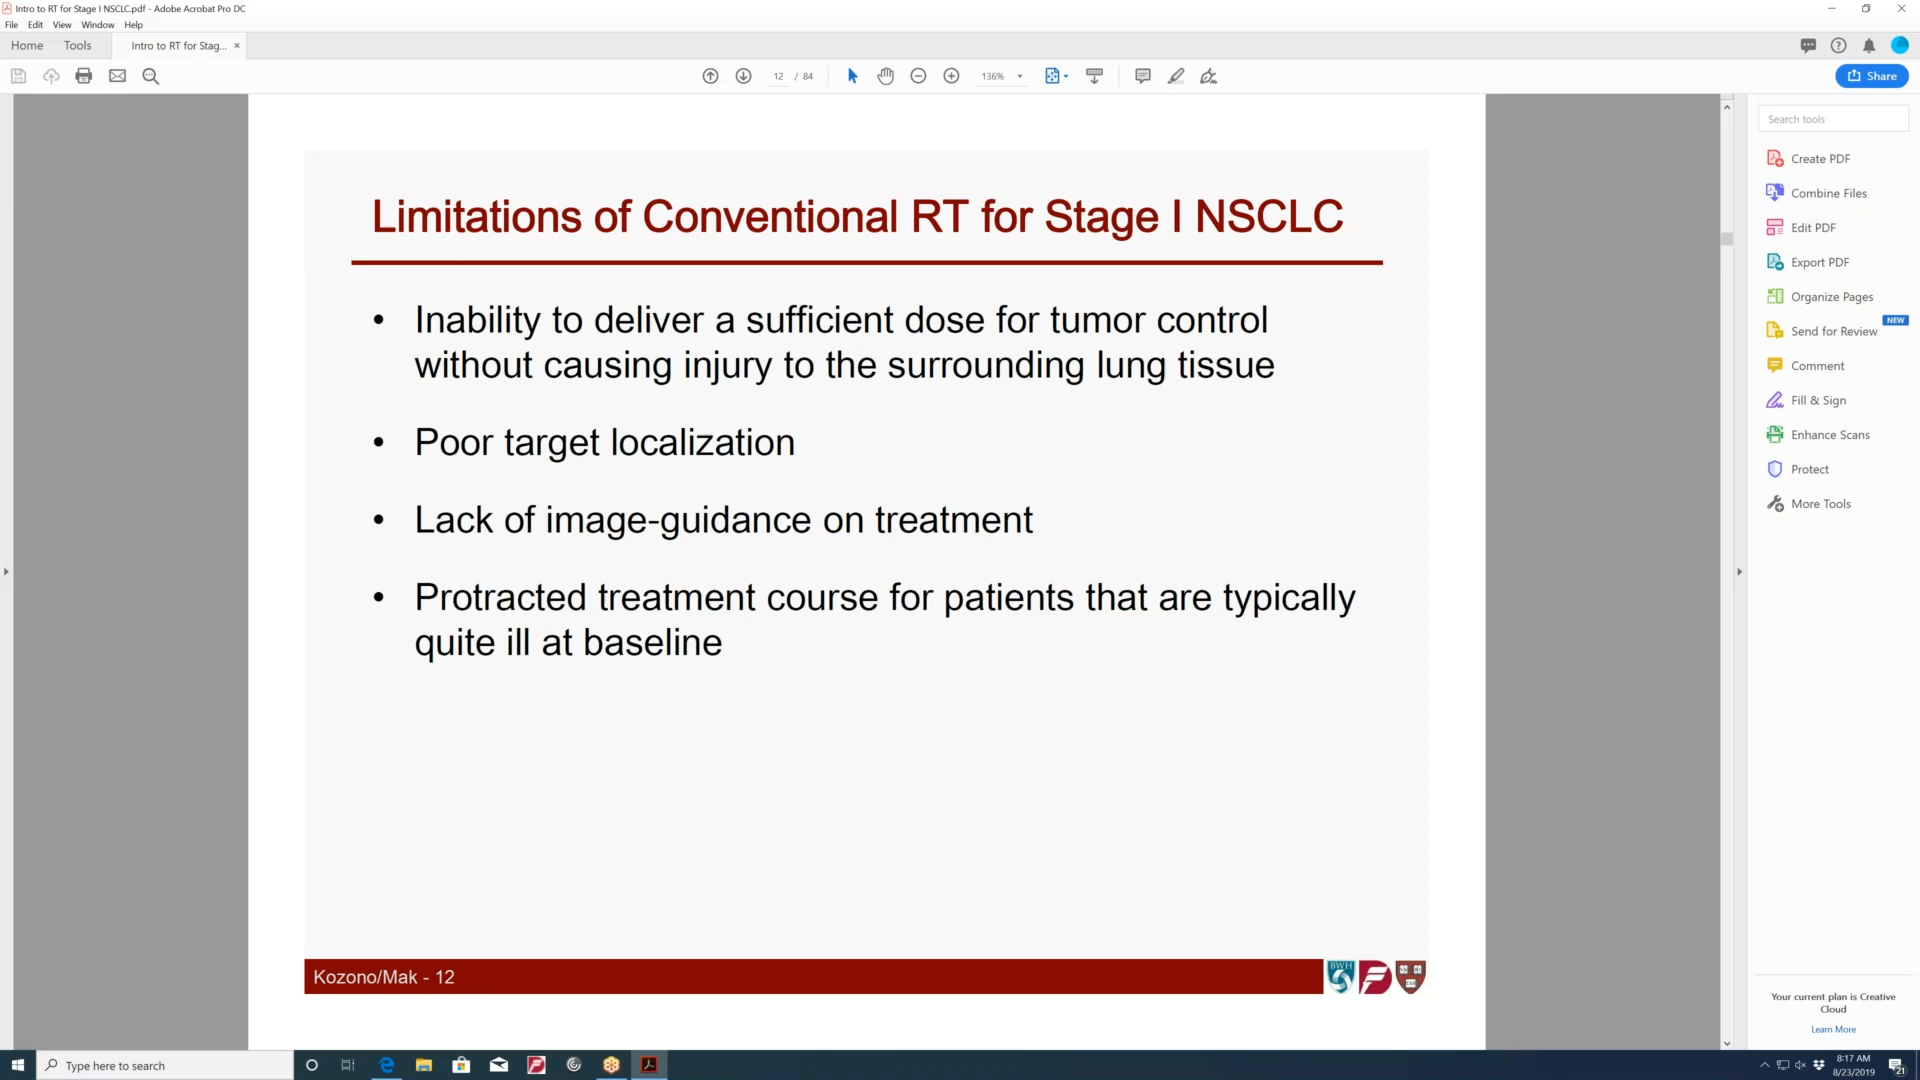 Intro to RT for Stage I NSCLC.pdf - Adobe Acrobat Pro DC
File Edit View Window Help
Home Tools Intro to RT for Stag... ×
12 / 84 136% Share
Search tools
Create PDF
Combine Files
Edit PDF
Export PDF
Organize Pages
Send for Review NEW
Comment
Fill & Sign
Enhance Scans
Protect
More Tools
Limitations of Conventional RT for Stage I NSCLC
• Inability to deliver a sufficient dose for tumor control
without causing injury to the surrounding lung tissue
• Poor target localization
• Lack of image-guidance on treatment
• Protracted treatment course for patients that are typically
quite ill at baseline
Kozono/Mak - 12
BWH
Your current plan is Creative
Cloud
Learn More
Type here to search
8:17 AM
8/23/2019
21